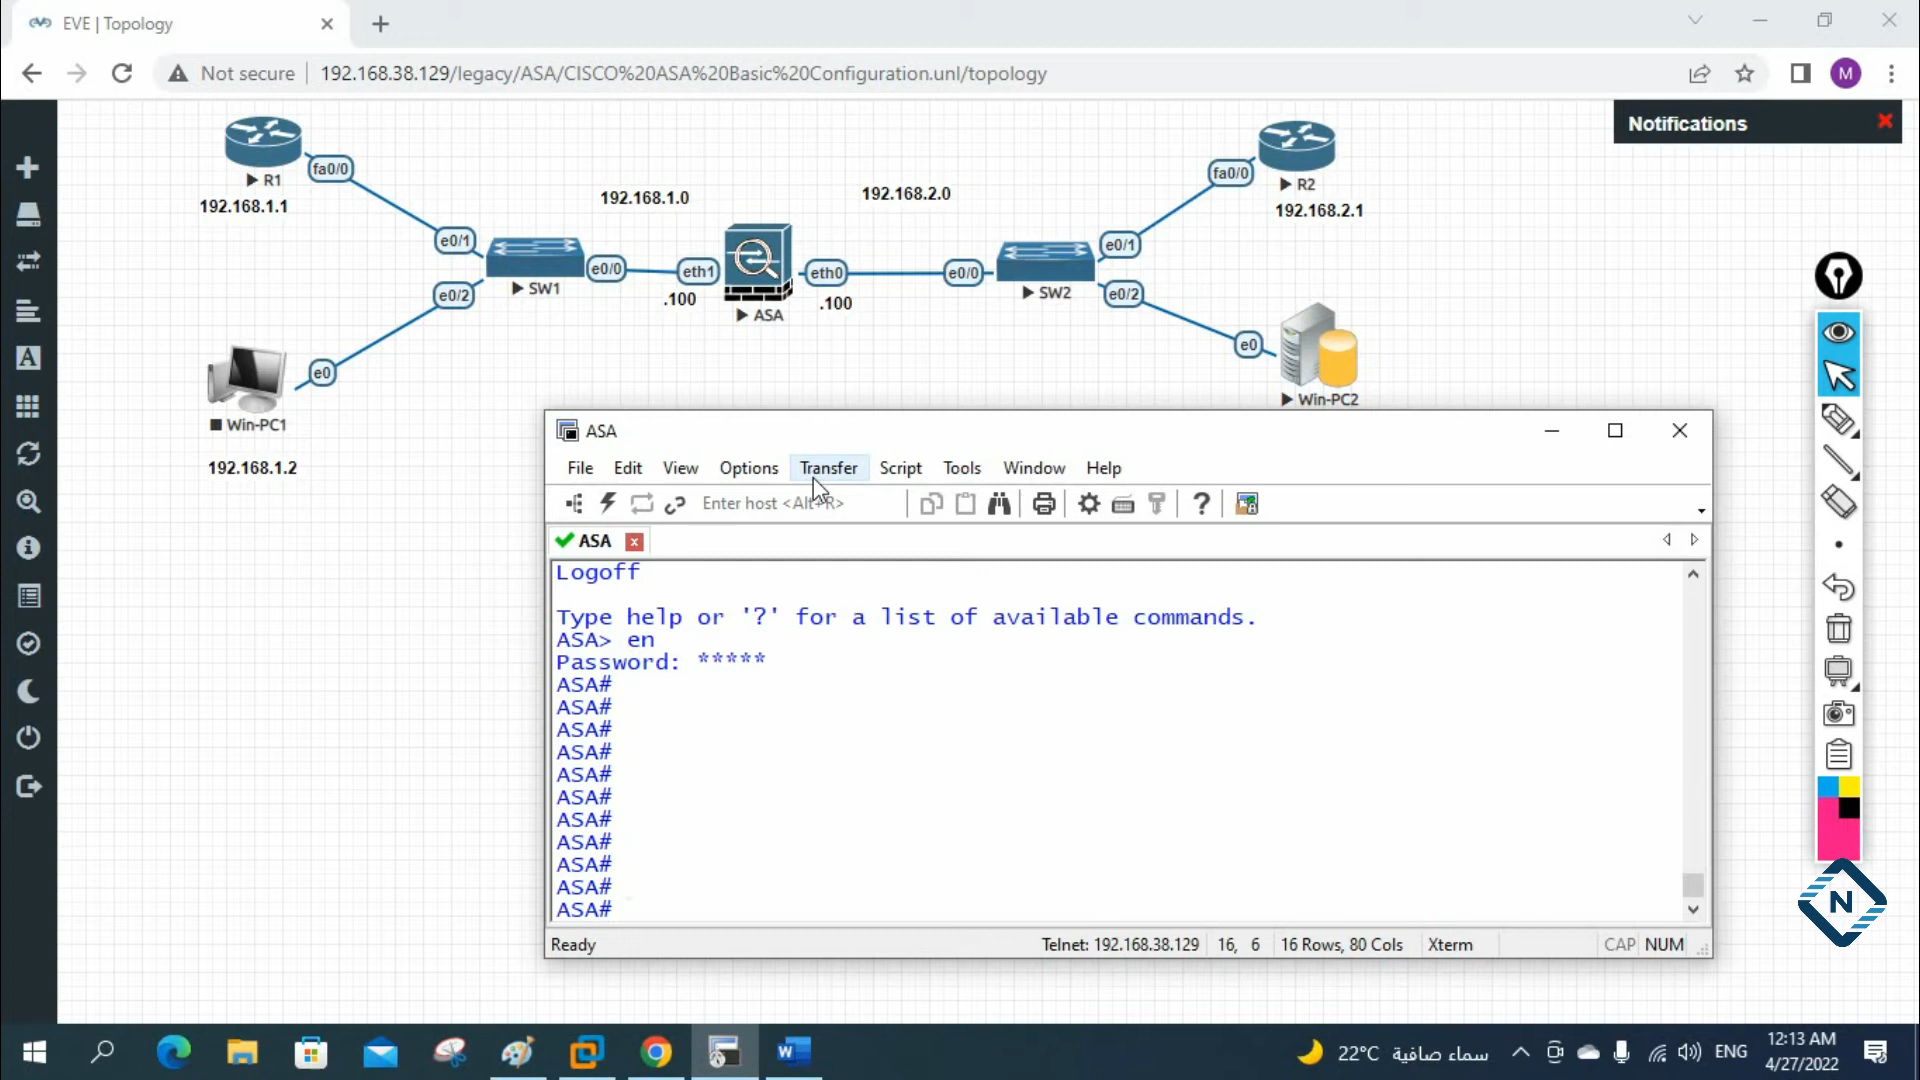 EVE | Topology
Not secure
192.168.38.129/legacy/ASA/CISCO%20ASA%20Basic%20Configuration.unl/topology
M
Notifications
R1
fa0/0
192.168.1.1
192.168.1.0
192.168.2.0
fa0/0
R2
192.168.2.1
e0/1
SW1
e0/0
eth1
.100
ASA
eth0
.100
e0/0
SW2
e0/1
e0/2
e0/2
e0
Win-PC1
192.168.1.2
e0
Win-PC2
ASA
File Edit View Options Transfer Script Tools Window Help
Enter host <Alt+R>
ASA
Logoff
Type help or '?' for a list of available commands.
ASA> en
Password: *****
ASA#
ASA#
ASA#
ASA#
ASA#
ASA#
ASA#
ASA#
ASA#
ASA#
ASA#
Ready
Telnet: 192.168.38.129
16, 6
16 Rows, 80 Cols
Xterm
CAP NUM
N
22°C سماء صافية
ENG
12:13 AM
4/27/2022